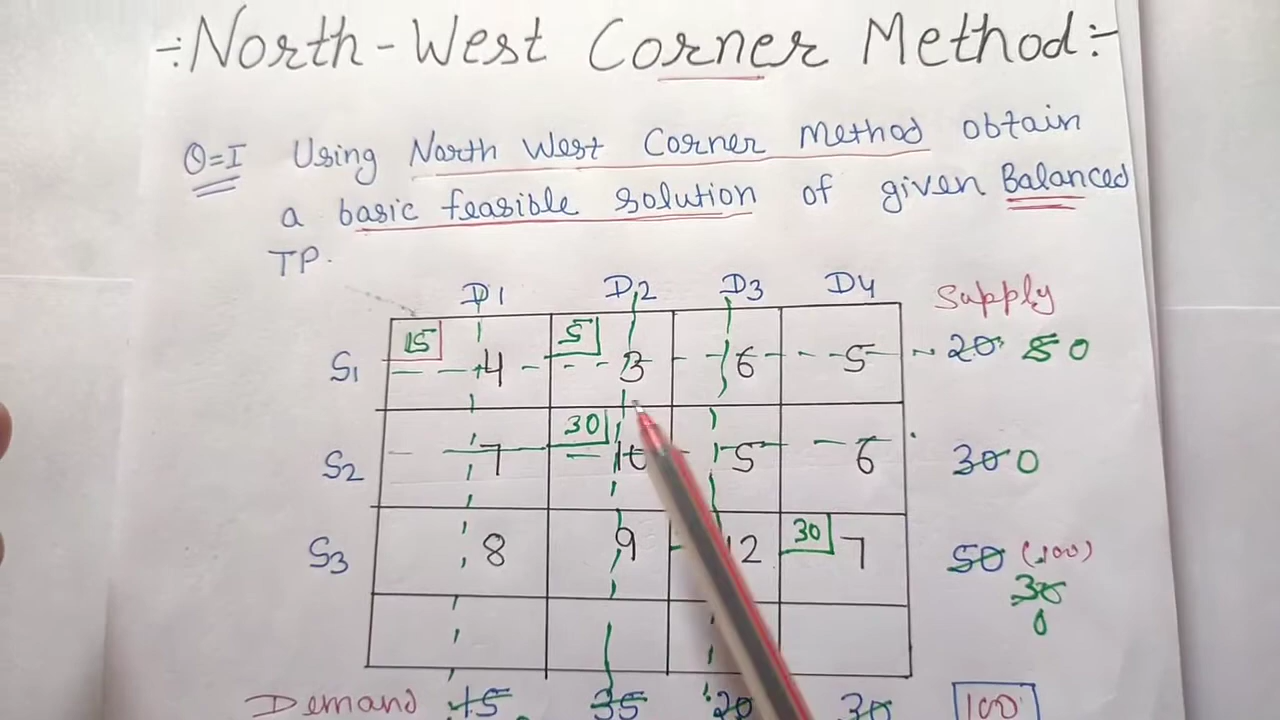 ÷North-West Corner Method:-
Q=I Using North West Corner Method obtain
a basic feasible solution of given Balanced
TP.
D1 D2 D3 D4 Supply
S1 15 4 5 3 6 5 20 5 0
S2 7 30 10 5 6 30 0
S3 8 9 12 30 7 50 (100)
30
0
Demand 15 35 20 30 100